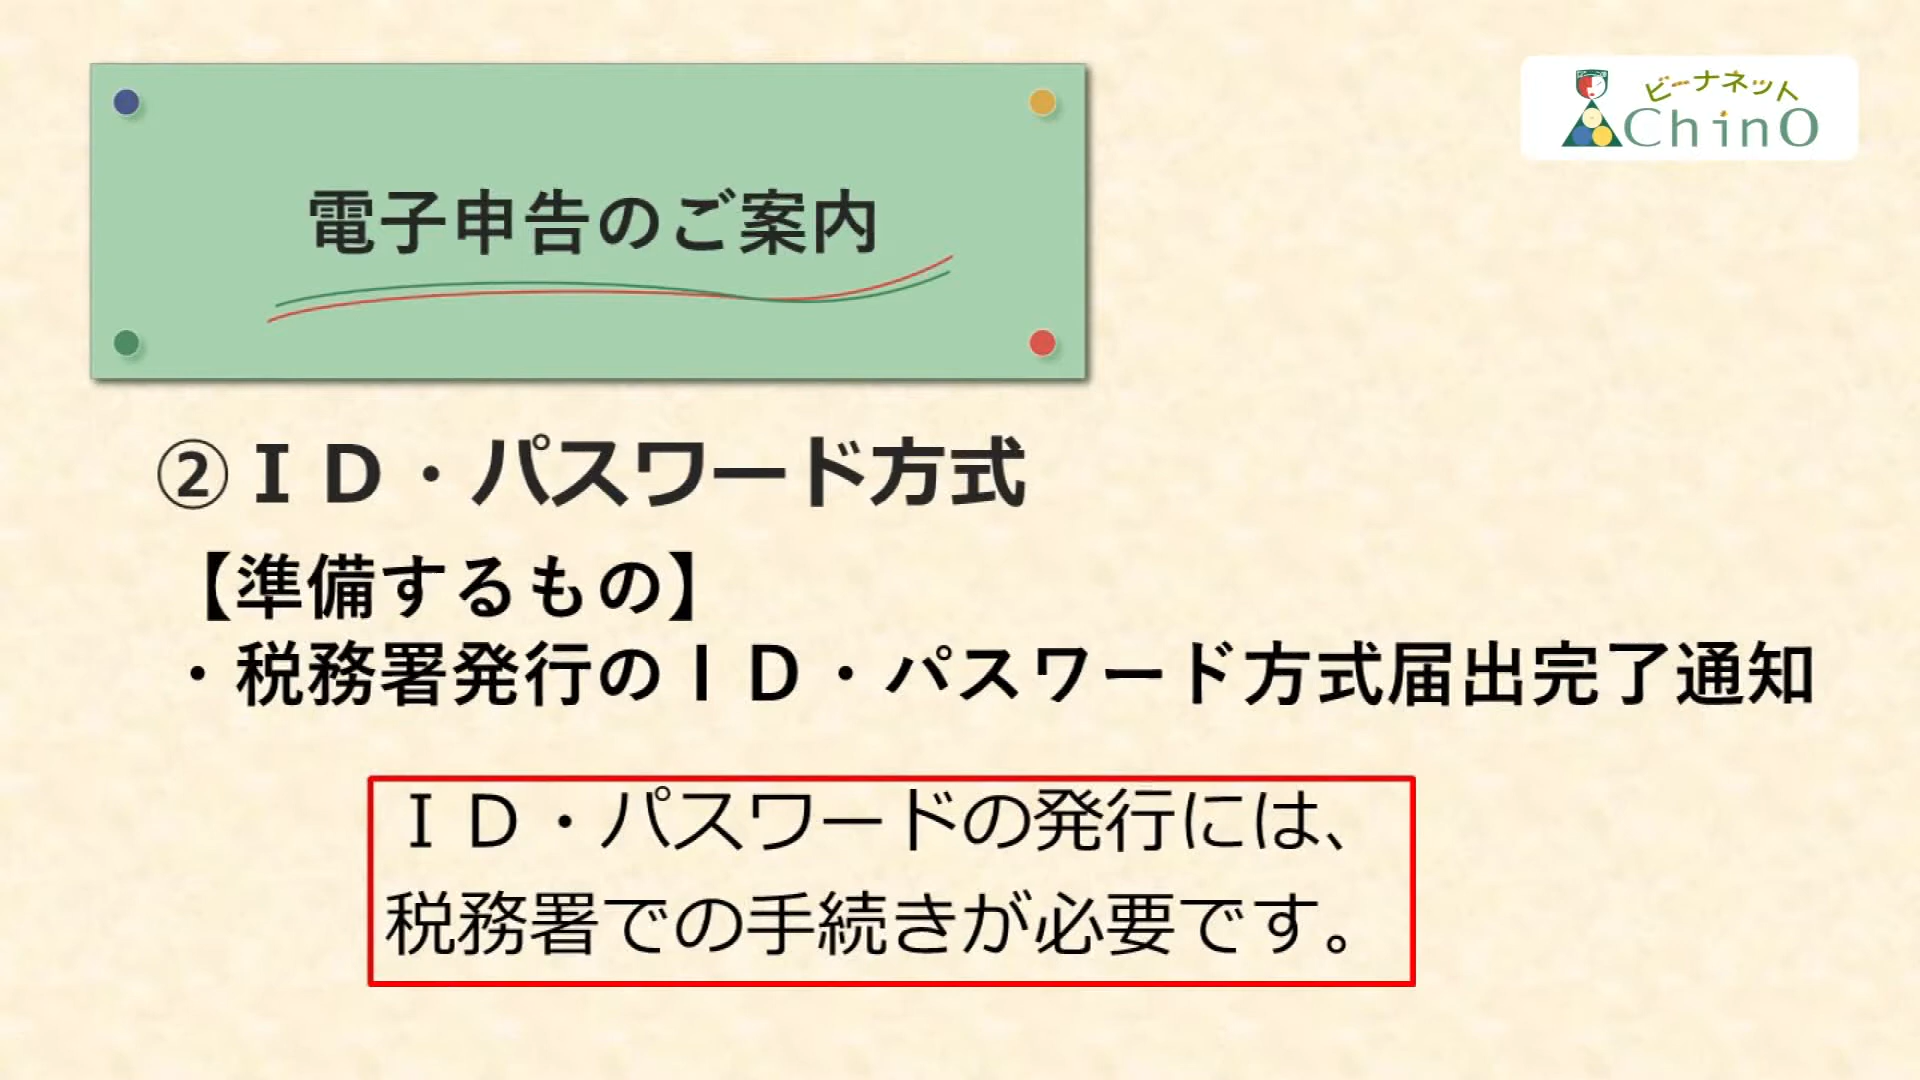 電子申告のご案内
ビーナネット
ChinO
②ＩＤ・パスワード方式
【準備するもの】
・税務署発行のＩＤ・パスワード方式届出完了通知
ＩＤ・パスワードの発行には、
税務署での手続きが必要です。